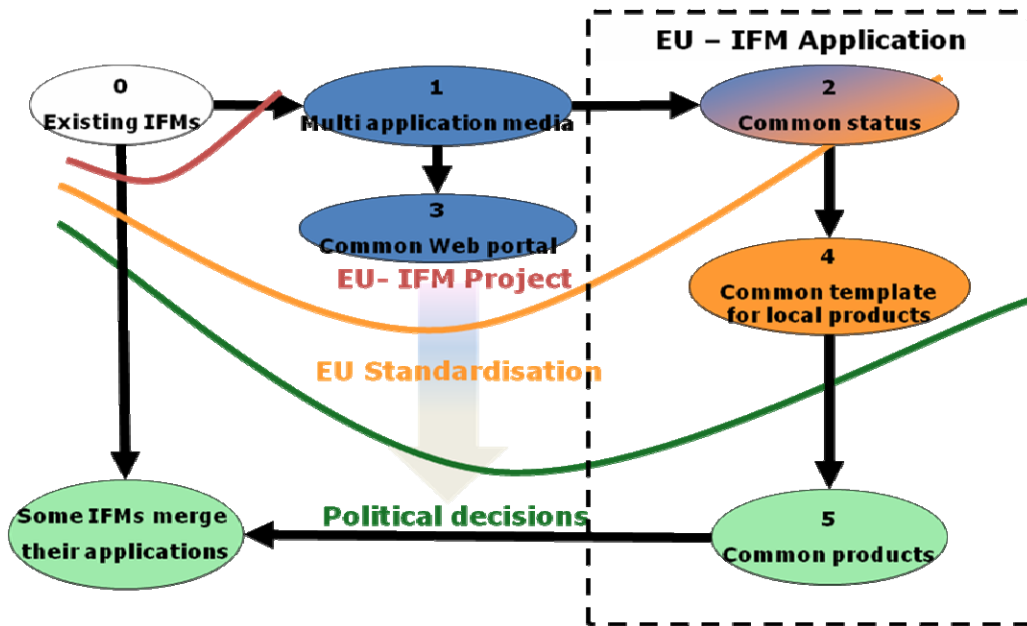 EU – IFM Application
0
Existing IFMs
1
Multi application media
2
Common status
3
Common Web portal
EU- IFM Project
4
Common template
for local products
EU Standardisation
Some IFMs merge
their applications
Political decisions
5
Common products